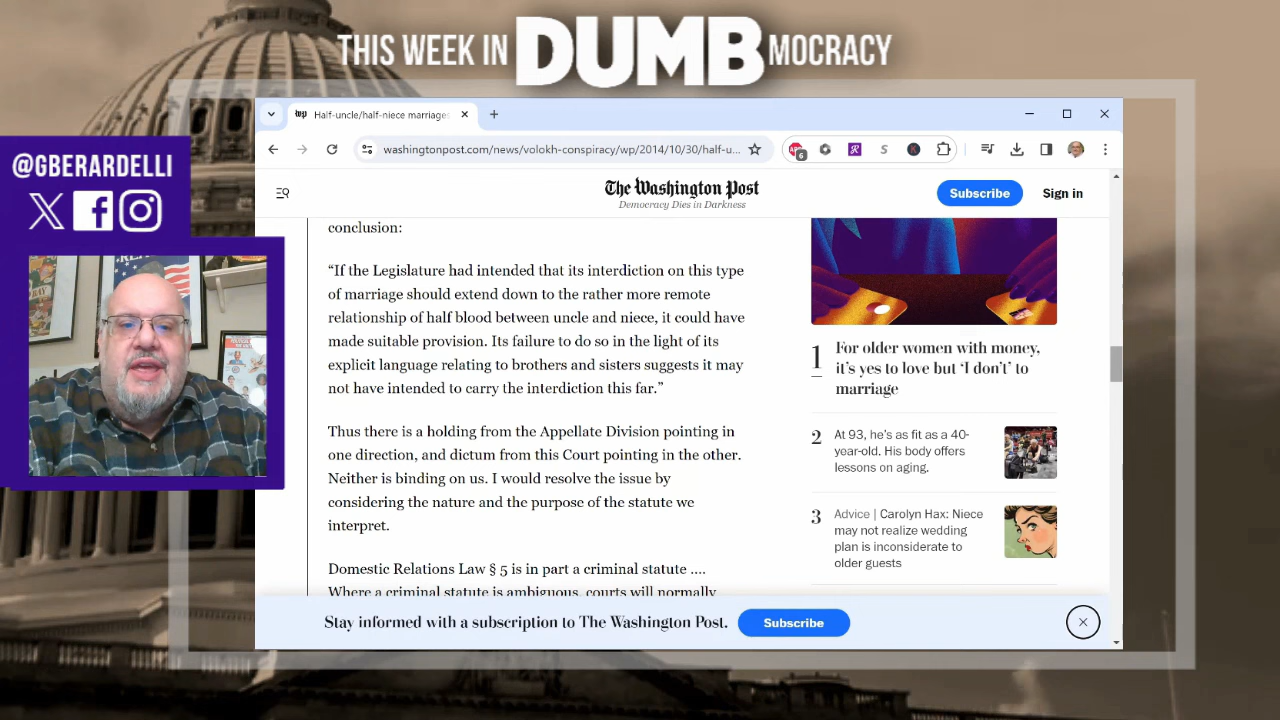 THIS WEEK IN DUMBMOCRACY
@GBERARDELLI
Half-uncle/half-niece marriages
washingtonpost.com/news/volokh-conspiracy/wp/2014/10/30/half-u...
6
The Washington Post
Democracy Dies in Darkness
Subscribe
Sign in
conclusion:
“If the Legislature had intended that its interdiction on this type
of marriage should extend down to the rather more remote
relationship of half blood between uncle and niece, it could have
made suitable provision. Its failure to do so in the light of its
explicit language relating to brothers and sisters suggests it may
not have intended to carry the interdiction this far.”
Thus there is a holding from the Appellate Division pointing in
one direction, and dictum from this Court pointing in the other.
Neither is binding on us. I would resolve the issue by
considering the nature and the purpose of the statute we
interpret.
Domestic Relations Law § 5 is in part a criminal statute ....
Where a criminal statute is ambiguous, courts will normally
1
For older women with money,
it’s yes to love but ‘I don’t’ to
marriage
2
At 93, he’s as fit as a 40-
year-old. His body offers
lessons on aging.
3
Advice | Carolyn Hax: Niece
may not realize wedding
plan is inconsiderate to
older guests
Stay informed with a subscription to The Washington Post.
Subscribe